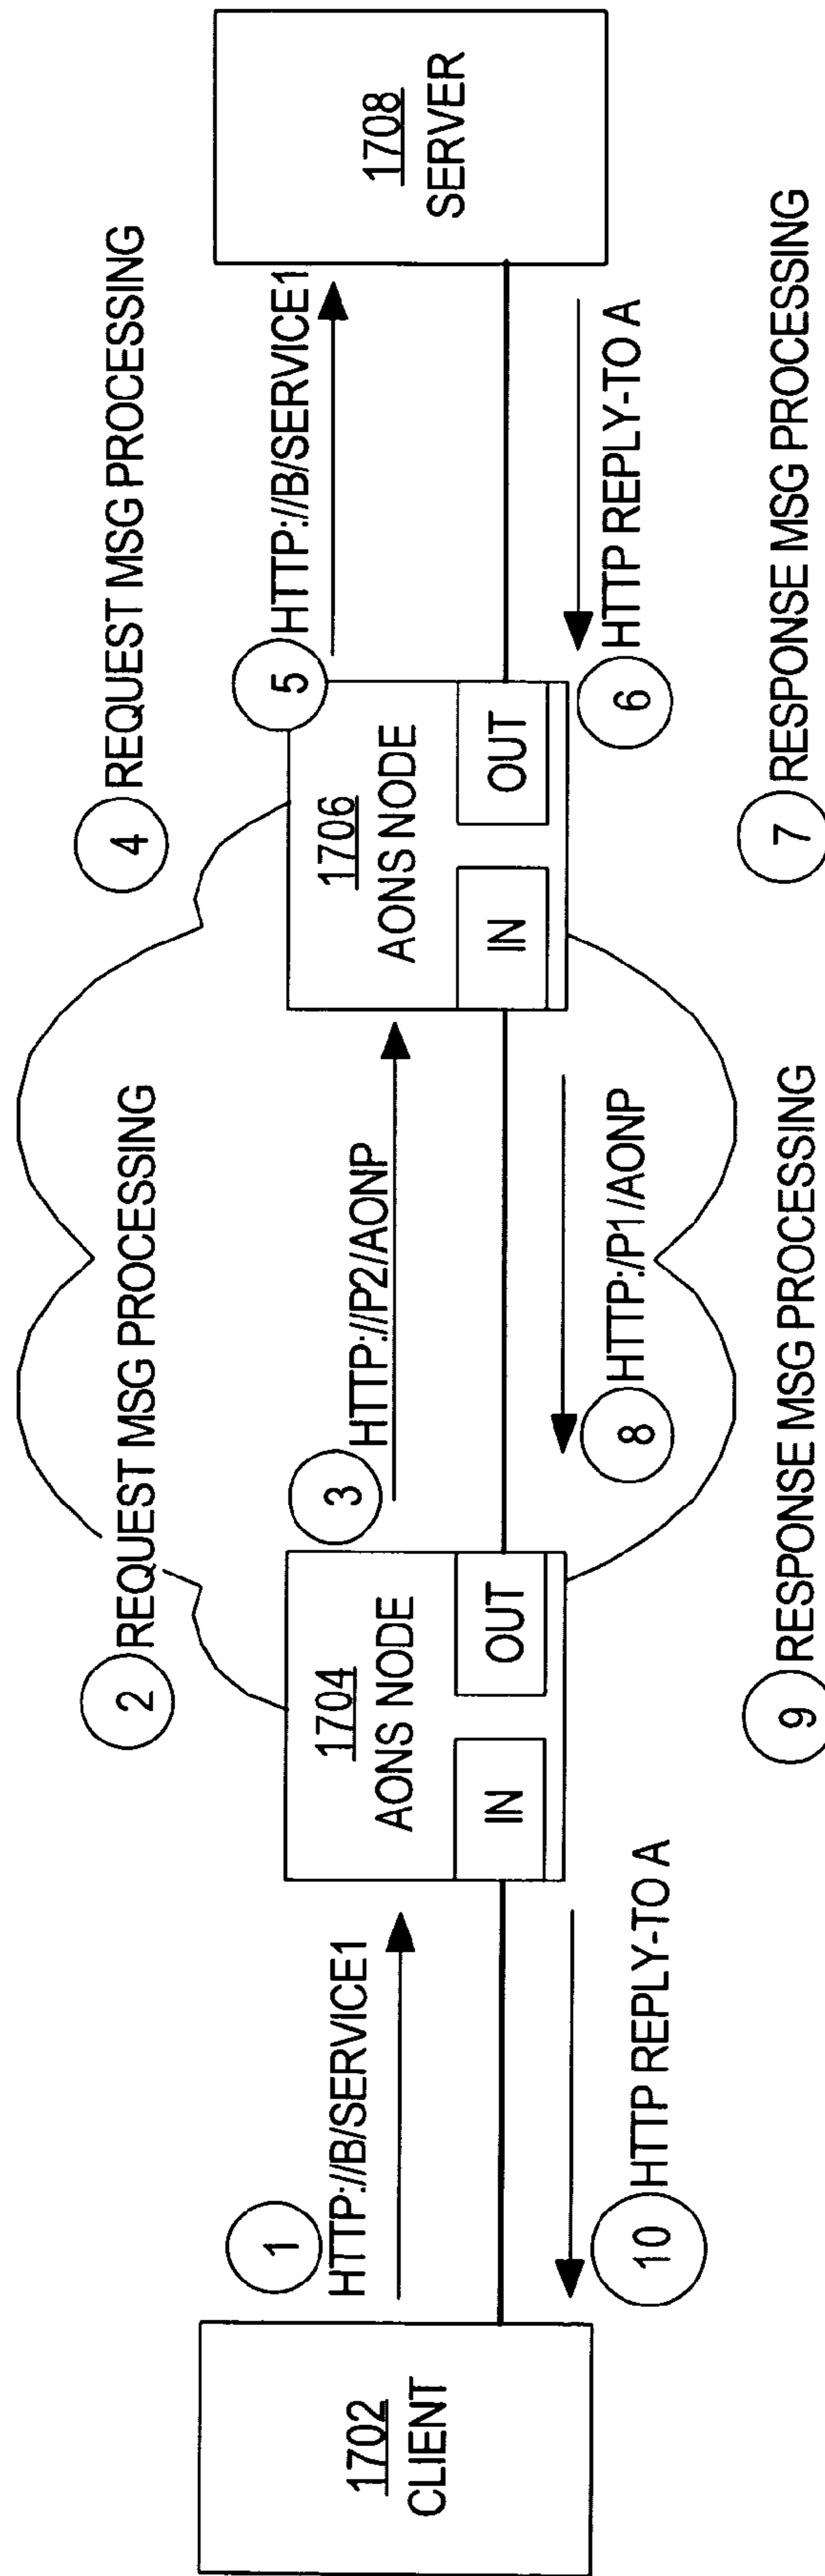 1702
CLIENT
1
HTTP://B/SERVICE1
10 HTTP REPLY-TO A
2 REQUEST MSG PROCESSING
1704
AONS NODE
IN
OUT
9 RESPONSE MSG PROCESSING
3 HTTP://P2/AONP
8 HTTP:/P1/AONP
4 REQUEST MSG PROCESSING
1706
AONS NODE
IN
OUT
7 RESPONSE MSG PROCESSING
5 HTTP://B/SERVICE1
6 HTTP REPLY-TO A
1708
SERVER